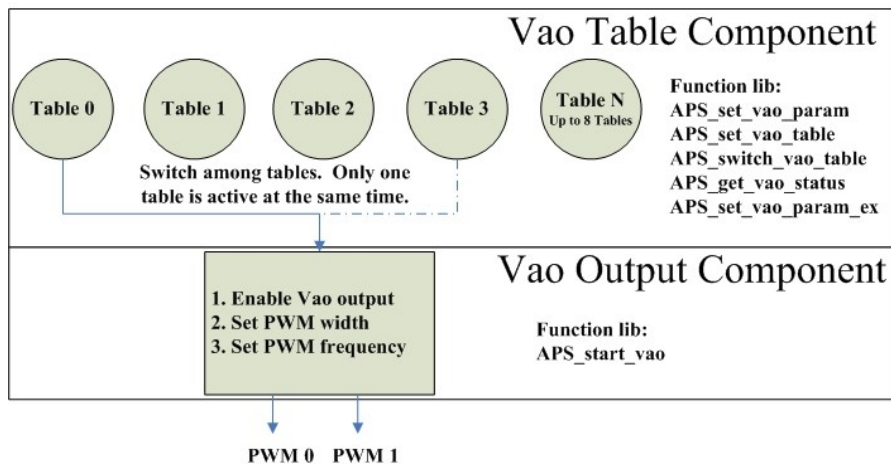 Vao Table Component
Table 0
Table 1
Table 2
Table 3
Table N
Up to 8 Tables
Function lib:
APS_set_vao_param
APS_set_vao_table
APS_switch_vao_table
APS_get_vao_status
APS_set_vao_param_ex
Switch among tables. Only one
table is active at the same time.
Vao Output Component
1. Enable Vao output
2. Set PWM width
3. Set PWM frequency
Function lib:
APS_start_vao
PWM 0
PWM 1